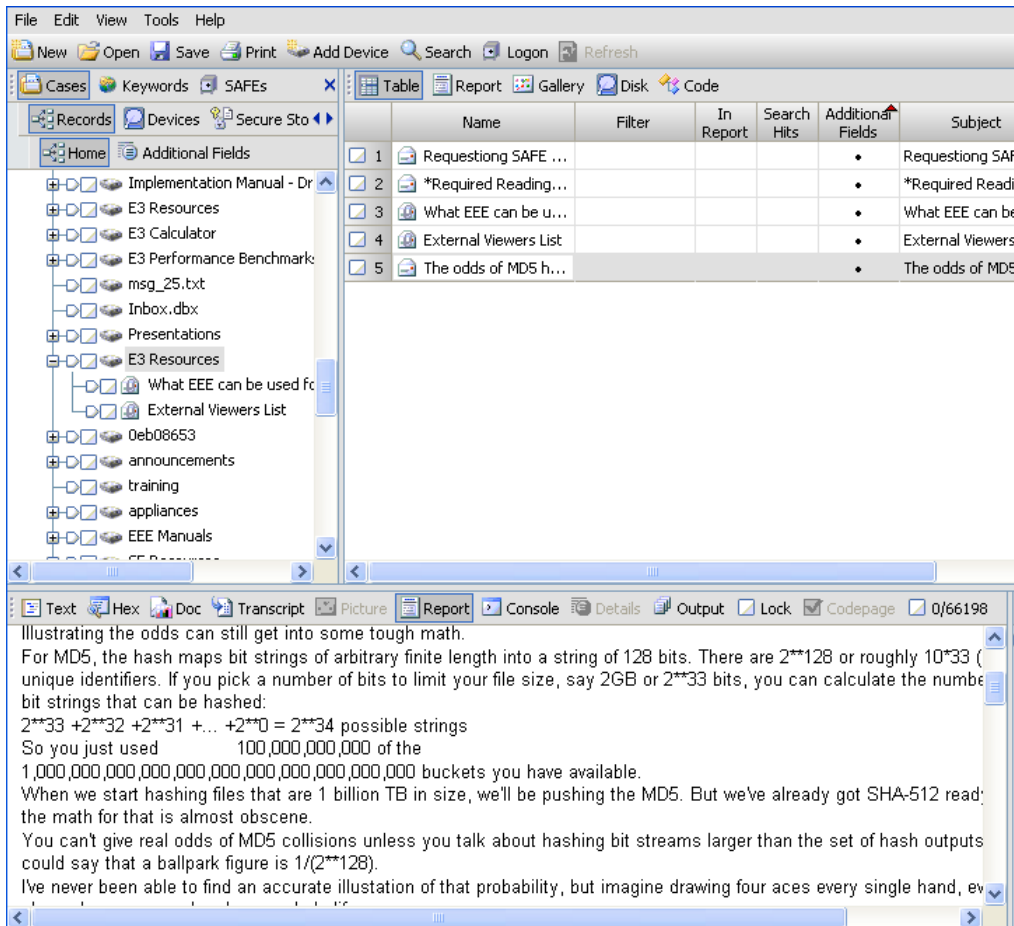 File Edit View Tools Help
New Open Save Print Add Device Search Logon Refresh
Cases Keywords SAFEs
Table Report Gallery Disk Code
Records Devices Secure Sto
Home Additional Fields
Name Filter In Report Search Hits Additional Fields Subject
1 Requestiong SAFE ... Requestiong SAF
2 *Required Reading... *Required Readi
3 What EEE can be u... What EEE can be
4 External Viewers List External Viewers
5 The odds of MD5 h... The odds of MD5
Implementation Manual - Dr
E3 Resources
E3 Calculator
E3 Performance Benchmark
msg_25.txt
Inbox.dbx
Presentations
E3 Resources
What EEE can be used fo
External Viewers List
0eb08653
announcements
training
appliances
EEE Manuals
Text Hex Doc Transcript Picture Report Console Details Output Lock Codepage 0/66198
Illustrating the odds can still get into some tough math.
For MD5, the hash maps bit strings of arbitrary finite length into a string of 128 bits. There are 2**128 or roughly 10*33 (
unique identifiers. If you pick a number of bits to limit your file size, say 2GB or 2**33 bits, you can calculate the numbe
bit strings that can be hashed:
2**33 +2**32 +2**31 +... +2**0 = 2**34 possible strings
So you just used 100,000,000,000 of the
1,000,000,000,000,000,000,000,000,000,000,000 buckets you have available.
When we start hashing files that are 1 billion TB in size, we'll be pushing the MD5. But we've already got SHA-512 ready
the math for that is almost obscene.
You can't give real odds of MD5 collisions unless you talk about hashing bit streams larger than the set of hash outputs
could say that a ballpark figure is 1/(2**128).
I've never been able to find an accurate illustation of that probability, but imagine drawing four aces every single hand, ev